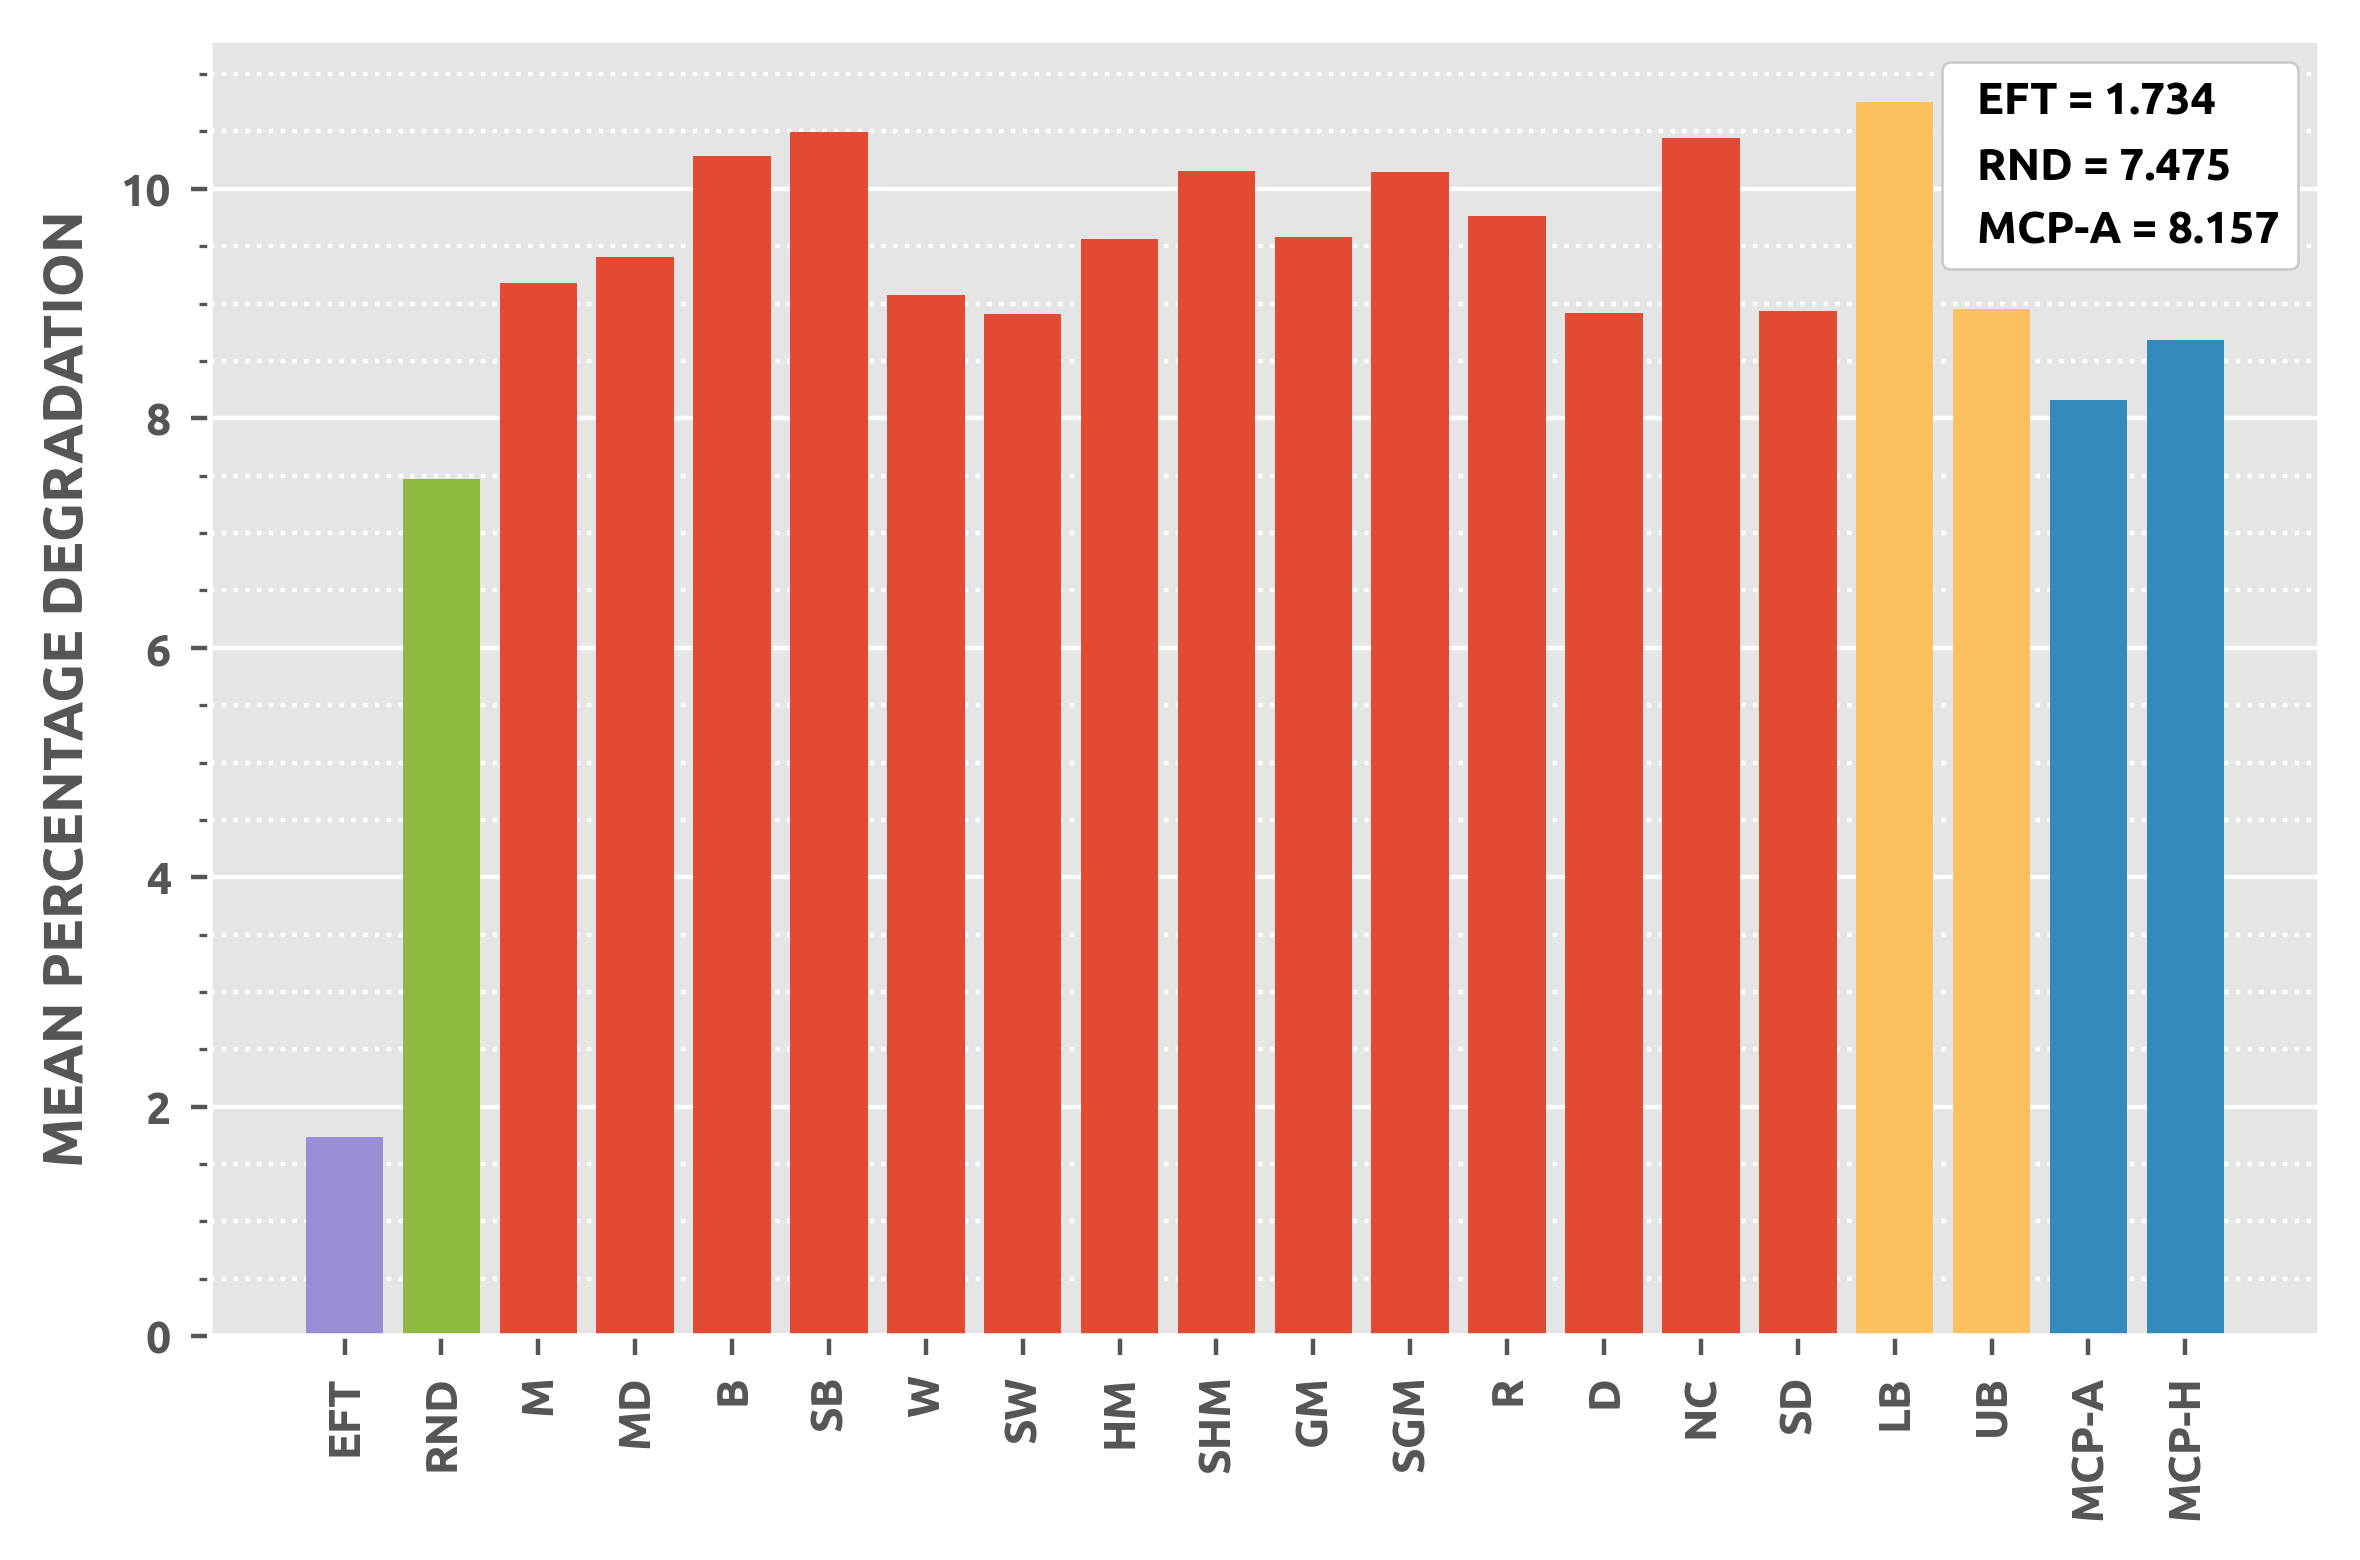 MEAN PERCENTAGE DEGRADATION
10
8
6
4
2
0
EFT = 1.734
RND = 7.475
MCP-A = 8.157
EFT
RND
M
MD
B
SB
W
SW
HM
SHM
GM
SGM
R
D
NC
SD
LB
UB
MCP-A
MCP-H